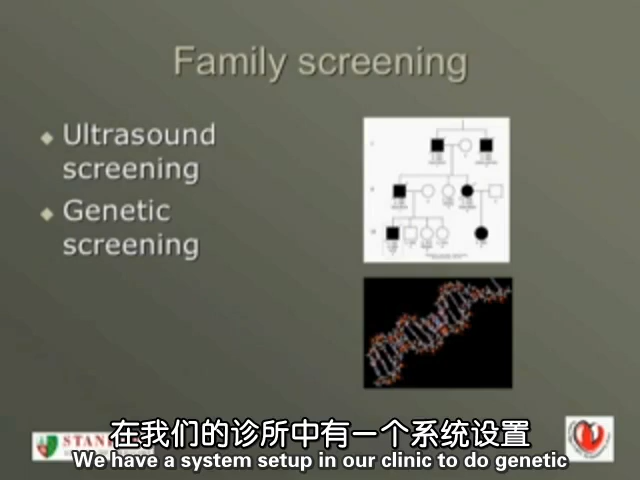 Family screening
Ultrasound
screening
Genetic
screening
在我们的诊所中有一个系统设置
We have a system setup in our clinic to do genetic